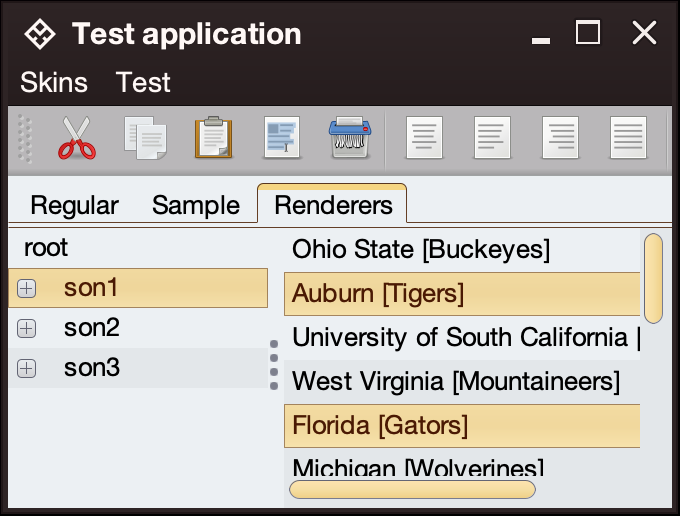 Test application
Skins Test
Regular Sample Renderers
root
son1
son2
son3
Ohio State [Buckeyes]
Auburn [Tigers]
University of South California [
West Virginia [Mountaineers]
Florida [Gators]
Michigan [Wolverines]